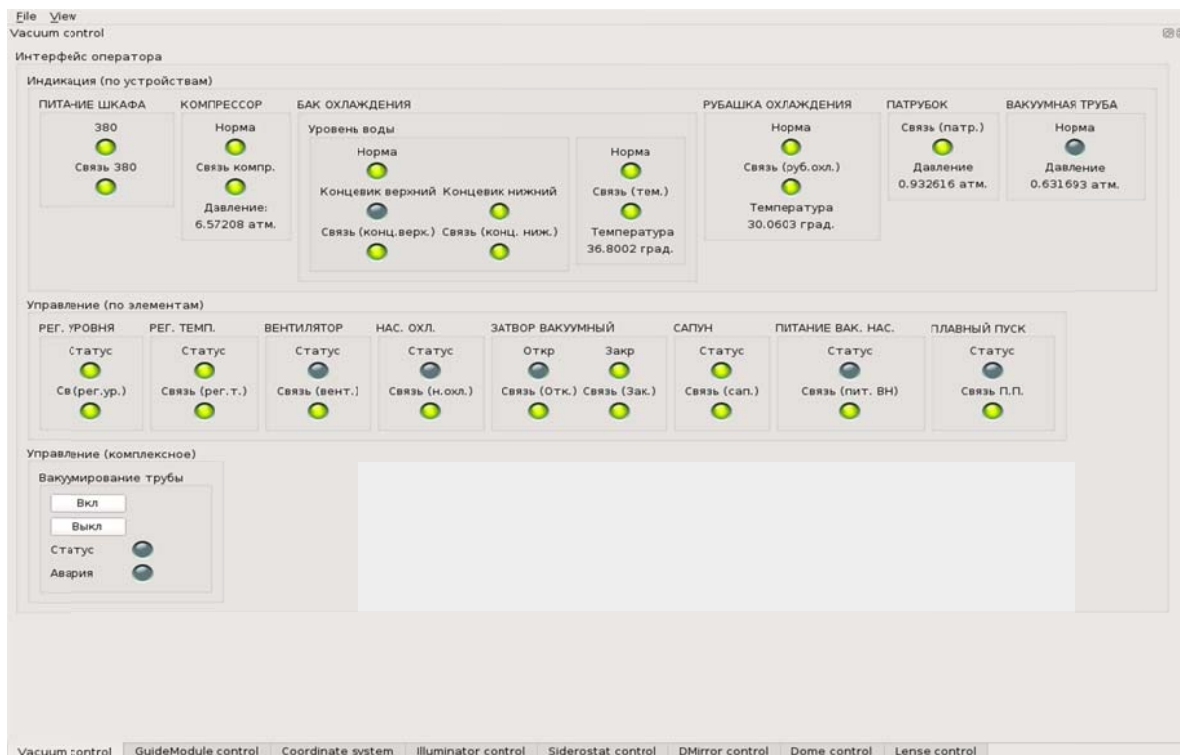 File View
Vacuum control
Интерфейс оператора
Индикация (по устройствам)
ПИТАНИЕ ШКАФА КОМПРЕССОР БАК ОХЛАЖДЕНИЯ РУБАШКА ОХЛАЖДЕНИЯ ПАТРУБОК ВАКУУМНАЯ ТРУБА
380
Связь 380
Норма
Связь компр.
Давление:
6.57208 атм.
Уровень воды
Норма
Концевик верхний Концевик нижний
Связь (конц.верх.) Связь (конц. ниж.)
Норма
Связь (тем.)
Температура
36.8002 град.
Норма
Связь (руб.охл.)
Температура
30.0603 град.
Связь (патр.)
Давление
0.932616 атм.
Норма
Давление
0.631693 атм.
Управление (по элементам)
РЕГ. УРОВНЯ РЕГ. ТЕМП. ВЕНТИЛЯТОР НАС. ОХЛ. ЗАТВОР ВАКУУМНЫЙ САПУН ПИТАНИЕ ВАК. НАС. ПЛАВНЫЙ ПУСК
Статус Статус Статус Статус Откр Закр Статус Статус Статус
Св(рег.ур.) Связь (рег.т.) Связь (вент.) Связь (н.охл.) Связь (Отк.) Связь (Зак.) Связь (сап.) Связь (пит. ВН) Связь П.П.
Управление (комплексное)
Вакуумирование трубы
Вкл
Выкл
Статус
Авария
Vacuum control GuideModule control Coordinate system Illuminator control Siderostat control DMirror control Dome control Lense control